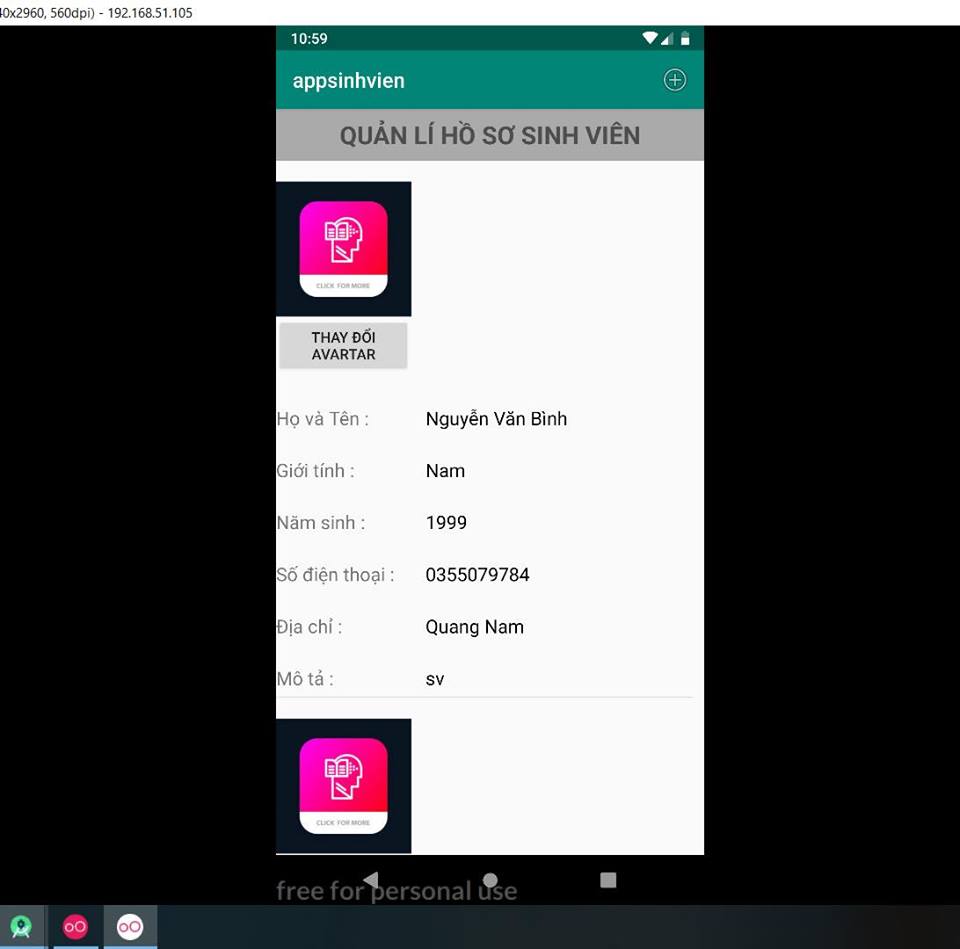 40x2960, 560dpi) - 192.168.51.105
10:59
appsinhvien
QUẢN LÍ HỒ SƠ SINH VIÊN
CLICK FOR MORE
THAY ĐỔI
AVARTAR
Họ và Tên : Nguyễn Văn Bình
Giới tính : Nam
Năm sinh : 1999
Số điện thoại : 0355079784
Địa chỉ : Quang Nam
Mô tả : sv
CLICK FOR MORE
free for personal use